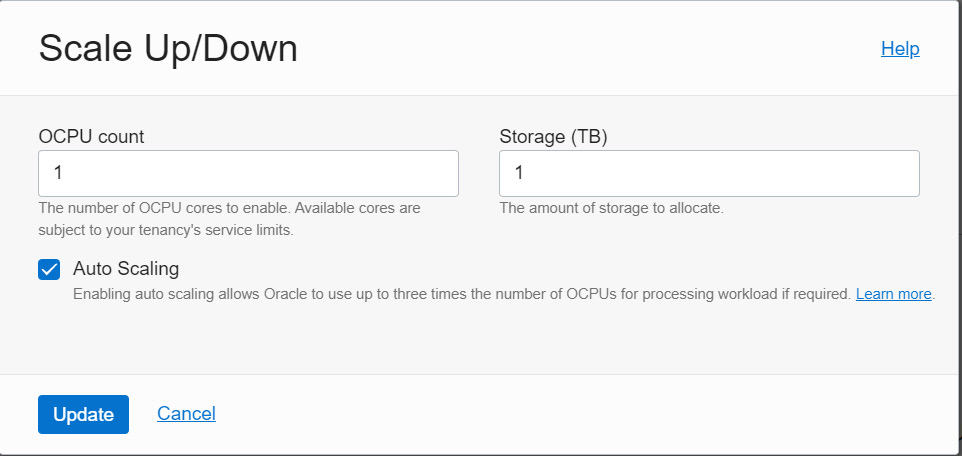 Scale Up/Down
Help
OCPU count
1
The number of OCPU cores to enable. Available cores are
subject to your tenancy's service limits.
Storage (TB)
1
The amount of storage to allocate.
Auto Scaling
Enabling auto scaling allows Oracle to use up to three times the number of OCPUs for processing workload if required. Learn more.
Update
Cancel